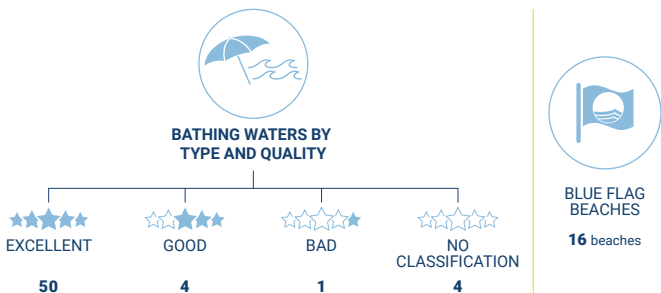 BATHING WATERS BY
TYPE AND QUALITY
EXCELLENT
50
GOOD
4
BAD
1
NO
CLASSIFICATION
4
BLUE FLAG
BEACHES
16 beaches